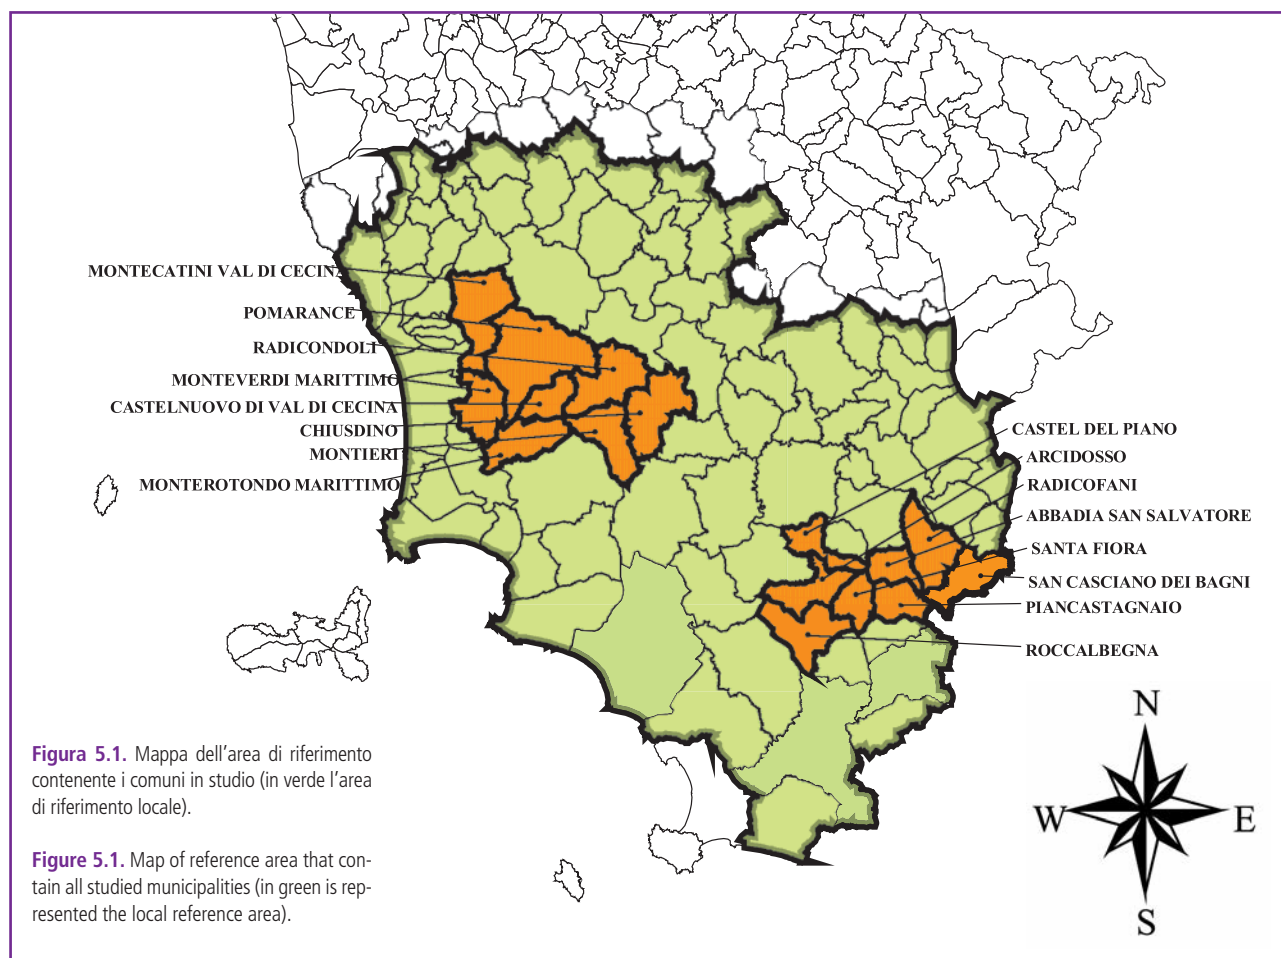 MONTECATINI VAL DI CECINA
POMARANCE
RADICONDOLI
MONTEVERDI MARITTIMO
CASTELNUOVO DI VAL DI CECINA
CHIUSDINO
MONTIERI
MONTEROTONDO MARITTIMO
CASTEL DEL PIANO
ARCIDOSSO
RADICOFANI
ABBADIA SAN SALVATORE
SANTA FIORA
SAN CASCIANO DEI BAGNI
PIANCASTAGNAIO
ROCCALBEGNA
N
W
E
S
Figura 5.1. Mappa dell'area di riferimento
contenente i comuni in studio (in verde l'area
di riferimento locale).
Figure 5.1. Map of reference area that con-
tain all studied municipalities (in green is rep-
resented the local reference area).